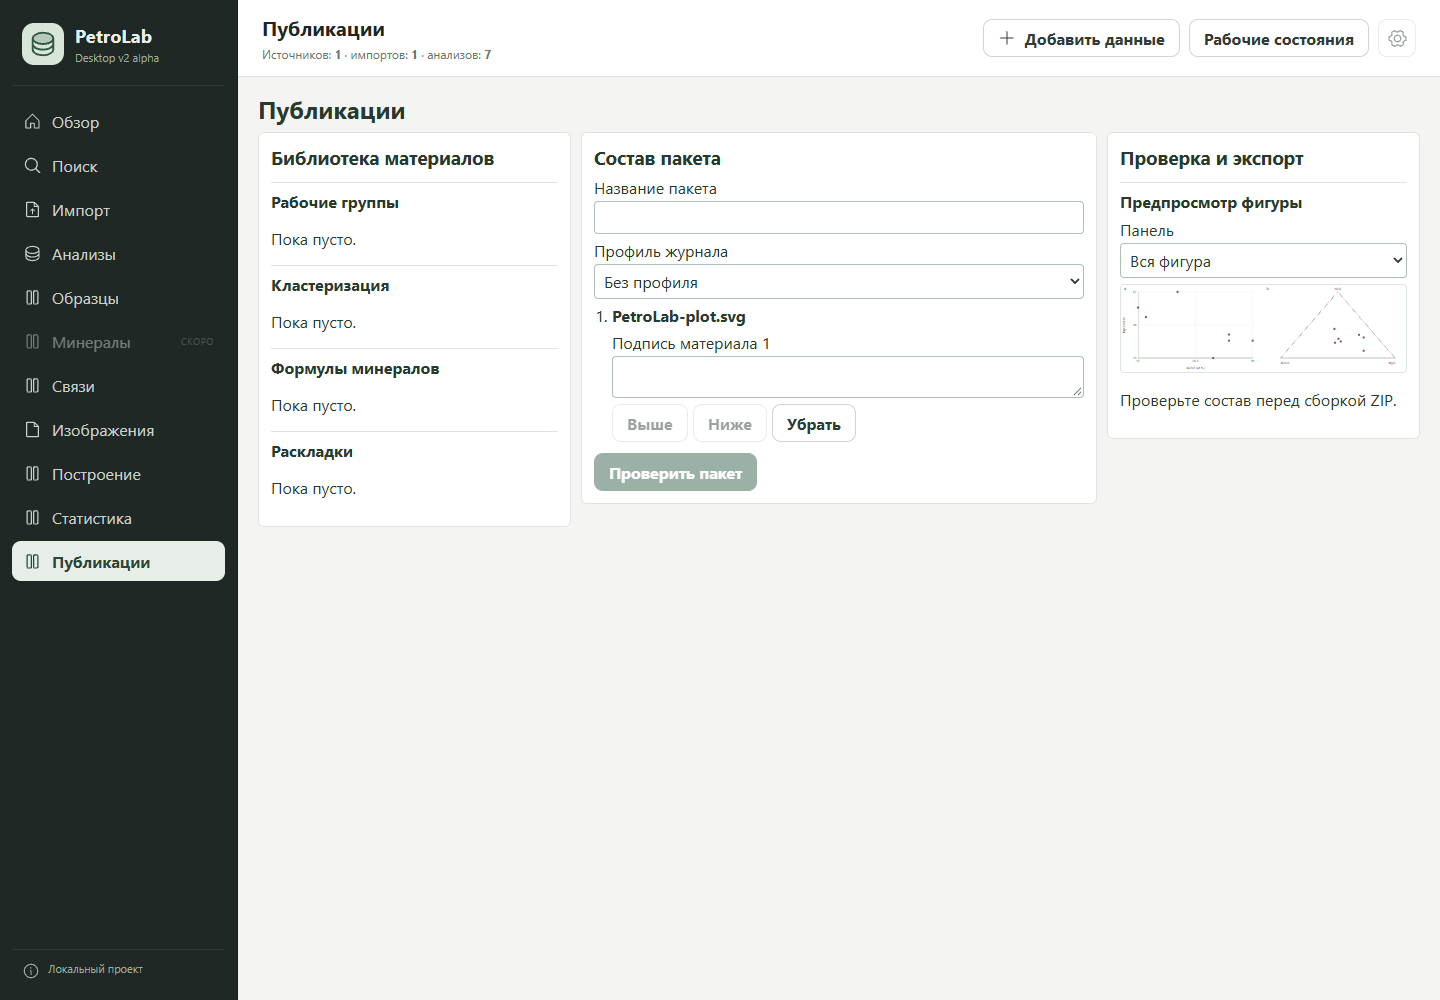 PetroLab
Desktop v2 alpha
Обзор
Поиск
Импорт
Анализы
Образцы
Минералы СКОРО
Связи
Изображения
Построение
Статистика
Публикации
Локальный проект
Публикации
Источников: 1 · импортов: 1 · анализов: 7
Добавить данные
Рабочие состояния
Публикации
Библиотека материалов
Рабочие группы
Пока пусто.
Кластеризация
Пока пусто.
Формулы минералов
Пока пусто.
Раскладки
Пока пусто.
Состав пакета
Название пакета
Профиль журнала
Без профиля
1. PetroLab-plot.svg
Подпись материала 1
Выше Ниже Убрать
Проверить пакет
Проверка и экспорт
Предпросмотр фигуры
Панель
Вся фигура
Проверьте состав перед сборкой ZIP.